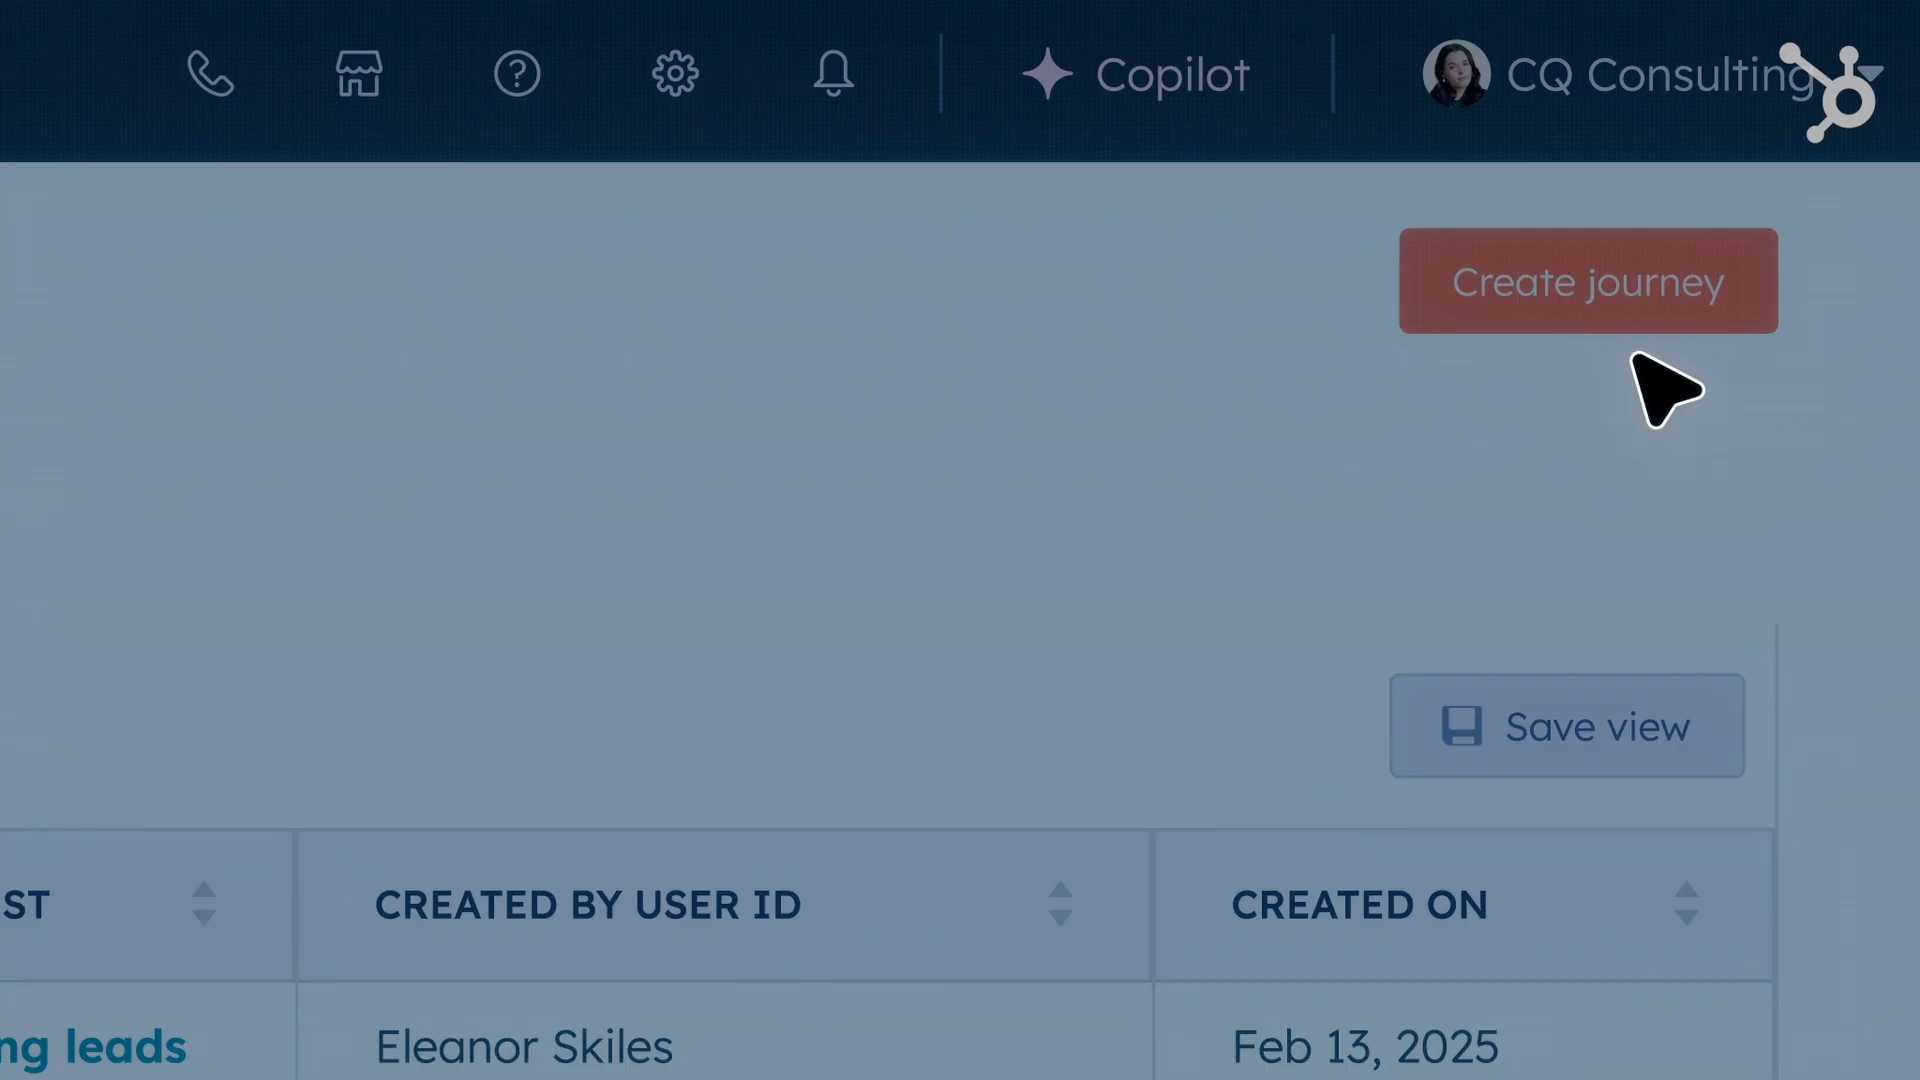 Copilot
CQ Consulting
Create journey
Save view
ST
CREATED BY USER ID
CREATED ON
ng leads
Eleanor Skiles
Feb 13, 2025